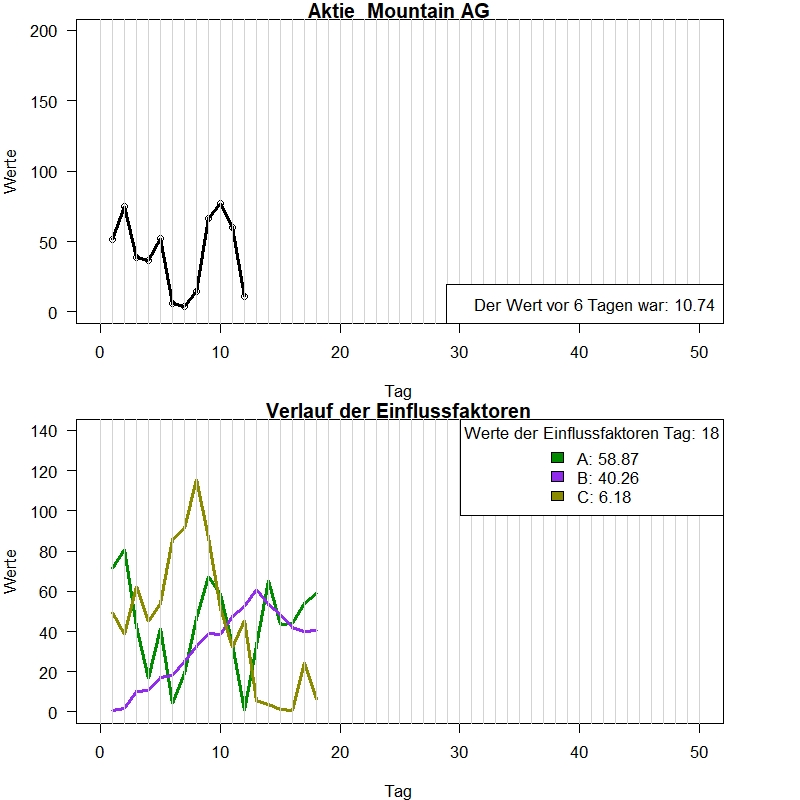 Aktie  Mountain AG
200
150
100
50
0
Werte
Der Wert vor 6 Tagen war: 10.74
0 10 20 30 40 50
Tag
Verlauf der Einflussfaktoren
140
120
100
80
60
40
20
0
Werte
Werte der Einflussfaktoren Tag: 18
A: 58.87
B: 40.26
C: 6.18
0 10 20 30 40 50
Tag